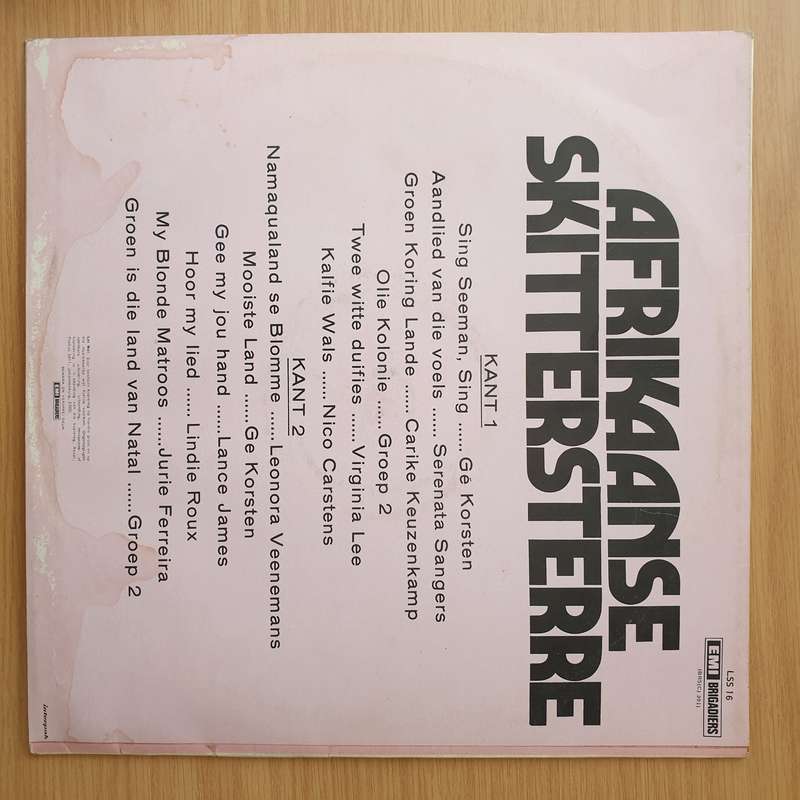 AFRIKAANSE
SKITTERSTERRE
L.S.S 16
EMI BRIGADIERS
KANT 1
Sing Seeman, Sing ...... Gé Korsten
Aandlied van die voels ...... Serenata Sangers
Groen Koring Lande ...... Carike Keuzenkamp
Olie Kolonie ...... Groep 2
Twee witte duifies ...... Virginia Lee
Kalfie Wals ...... Nico Carstens
KANT 2
Namaqualand se Blomme .... Leonora Veenemans
Mooiste Land ...... Ge Korsten
Gee my jou hand ...... Lance James
Hoor my lied ...... Lindie Roux
My Blonde Matroos ...... Jurie Ferreira
Groen is die land van Natal ...... Groep 2
EMI BRIGADIERS
interpak